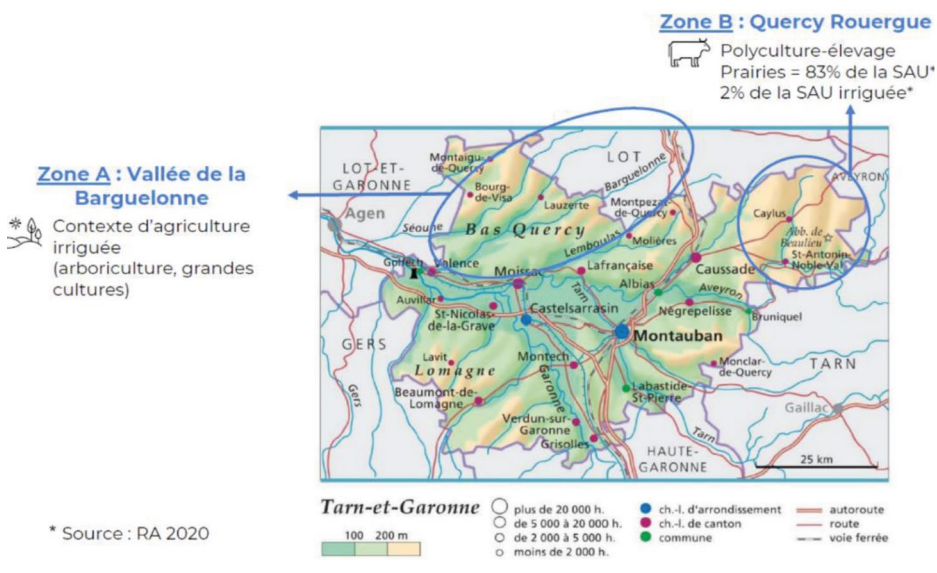 Zone B : Quercy Rouergue
Polyculture-élevage
Prairies = 83% de la SAU*
2% de la SAU irriguée*
Zone A : Vallée de la
Barguelonne
Contexte d'agriculture
irriguée
(arboriculture, grandes
cultures)
LOT-ET-
GARONNE
LOT
AVEYRON
Montaigu-
de-Quercy
Barguelonne
Bourg-
de-Visa
Lauzerte
Montpezat-
de-Quercy
Caylus
Agen
Séoune
Bas Quercy
Lemboulas
Molières
Abb. de
Beaulieu
St-Antonin-
Noble-Val
Golfech
Valence
Moissac
Lafrançaise
Caussade
Albias
Aveyron
Tarn
Auvillar
St-Nicolas-
de-la-Grave
Castelsarrasin
Nègrepelisse
Bruniquel
Montauban
GERS
Lavit
Lomagne
Montech
Monclar-
de-Quercy
TARN
Beaumont-de-
Lomagne
Garonne
Labastide-
St-Pierre
Gers
Gaillac
Verdun-sur-
Garonne
Grisolles
Tarn
HAUTE-
GARONNE
25 km
Tarn-et-Garonne
100 200 m
plus de 20 000 h.
de 5 000 à 20 000 h.
de 2 000 à 5 000 h.
moins de 2 000 h.
ch.-l. d'arrondissement
ch.-l. de canton
commune
autoroute
route
voie ferrée
* Source : RA 2020